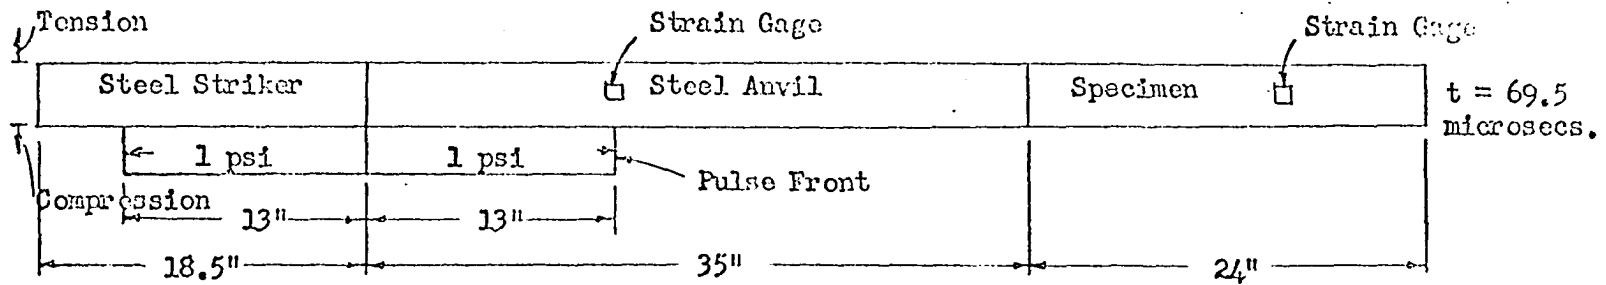 Tension
Strain Gage
Strain Gage
Steel Striker
Steel Anvil
Specimen
t = 69.5
microsecs.
1 psi
1 psi
Pulse Front
Compression
13"
13"
18.5"
35"
24"